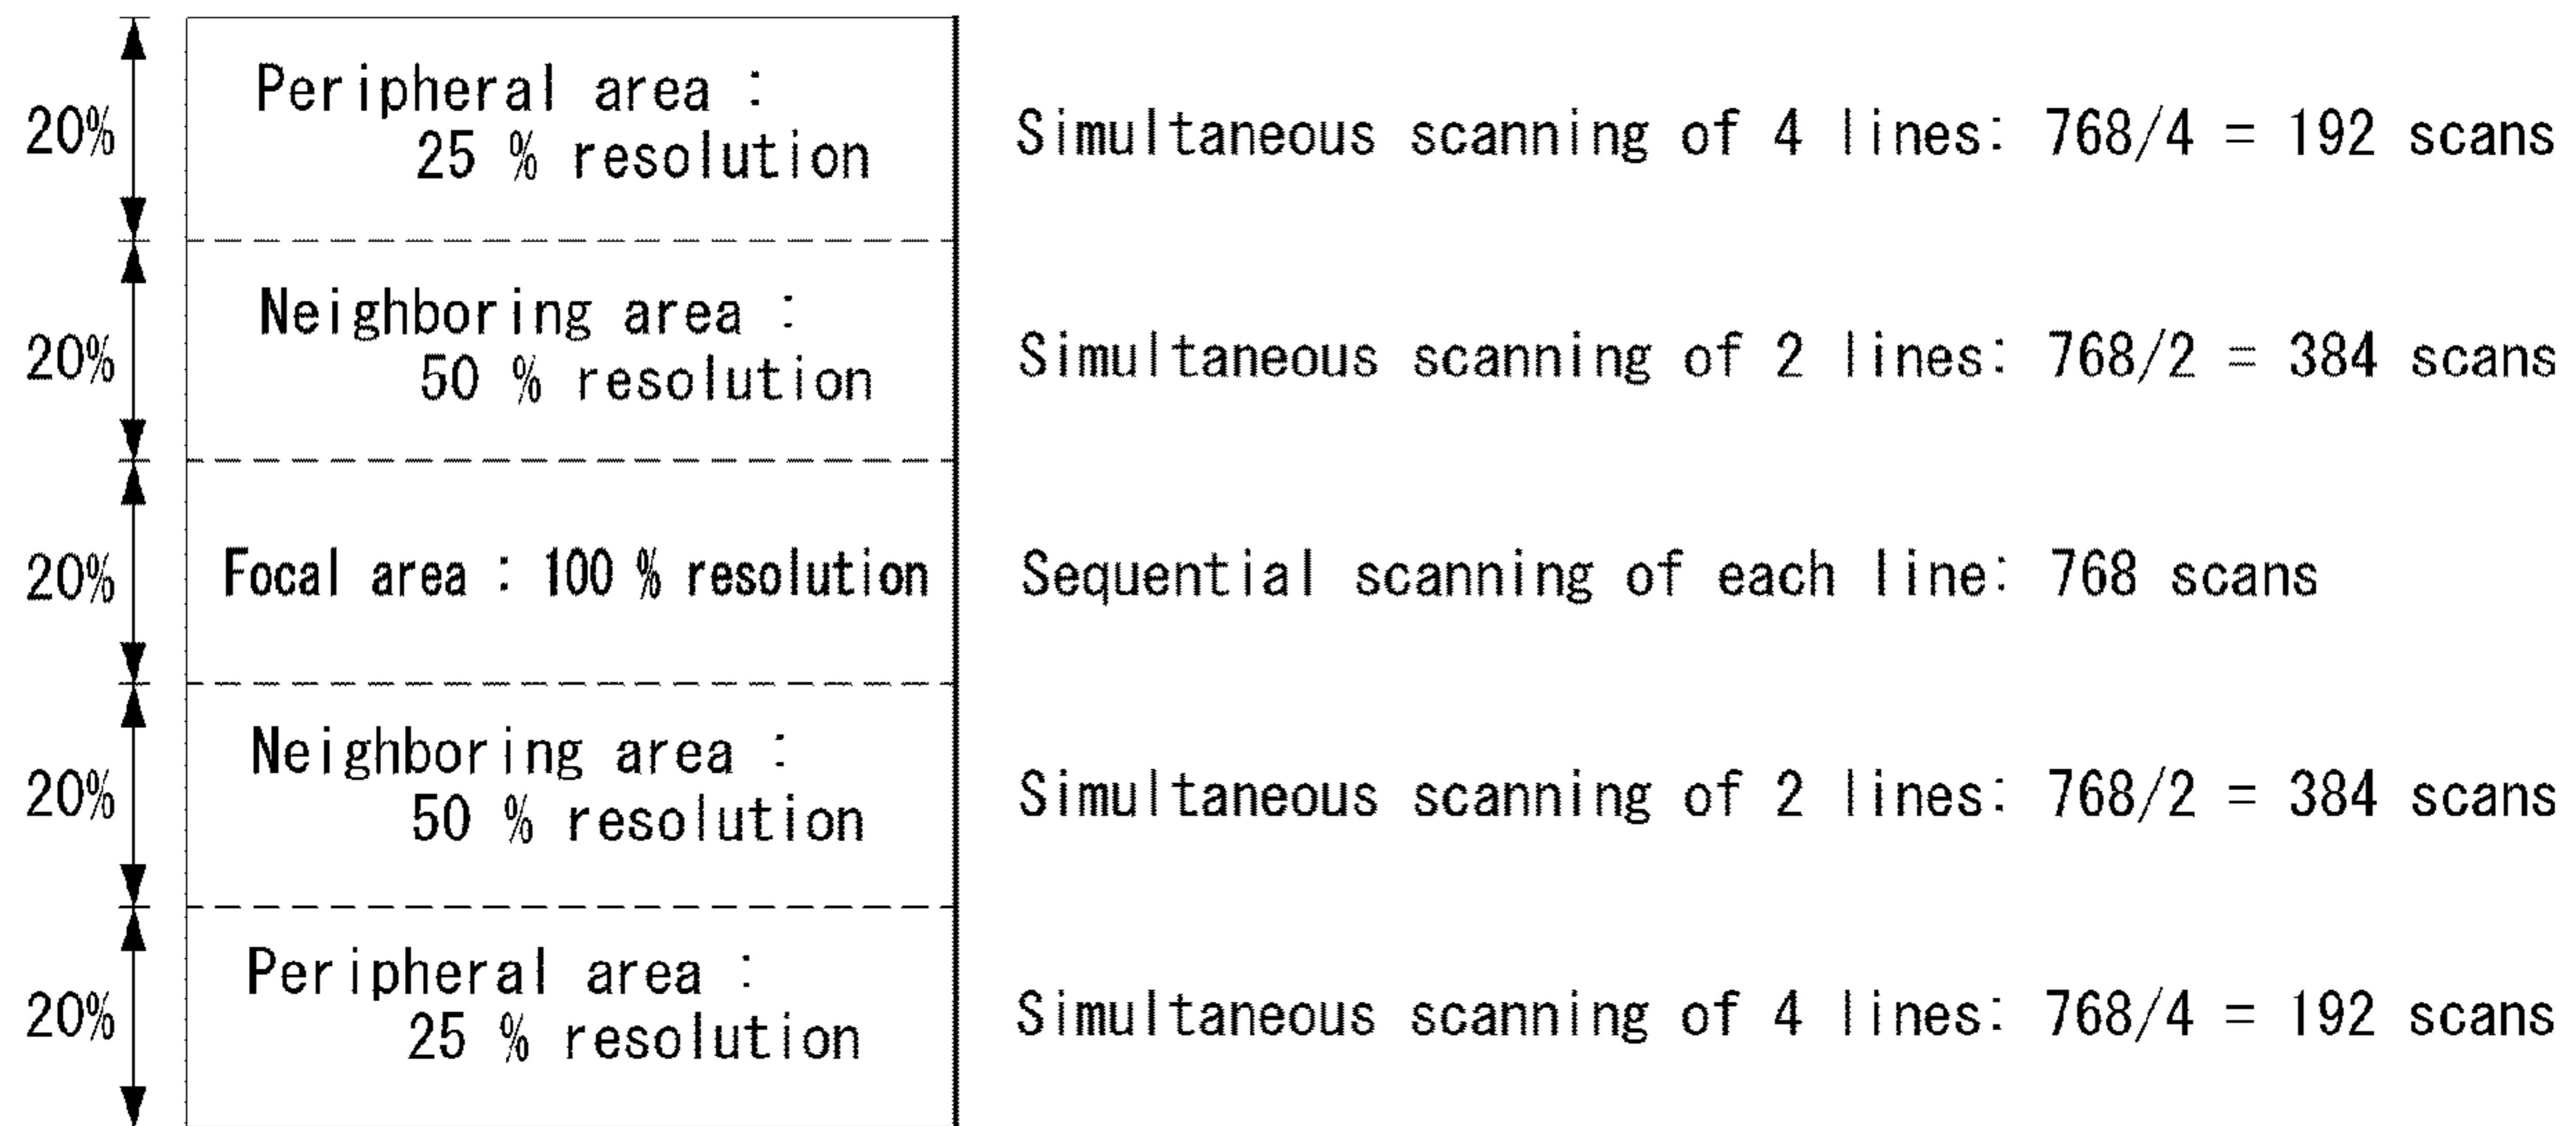 20%
Peripheral area :
25 % resolution
Simultaneous scanning of 4 lines: 768/4 = 192 scans
20%
Neighboring area :
50 % resolution
Simultaneous scanning of 2 lines: 768/2 = 384 scans
20%
Focal area : 100 % resolution
Sequential scanning of each line: 768 scans
20%
Neighboring area :
50 % resolution
Simultaneous scanning of 2 lines: 768/2 = 384 scans
20%
Peripheral area :
25 % resolution
Simultaneous scanning of 4 lines: 768/4 = 192 scans